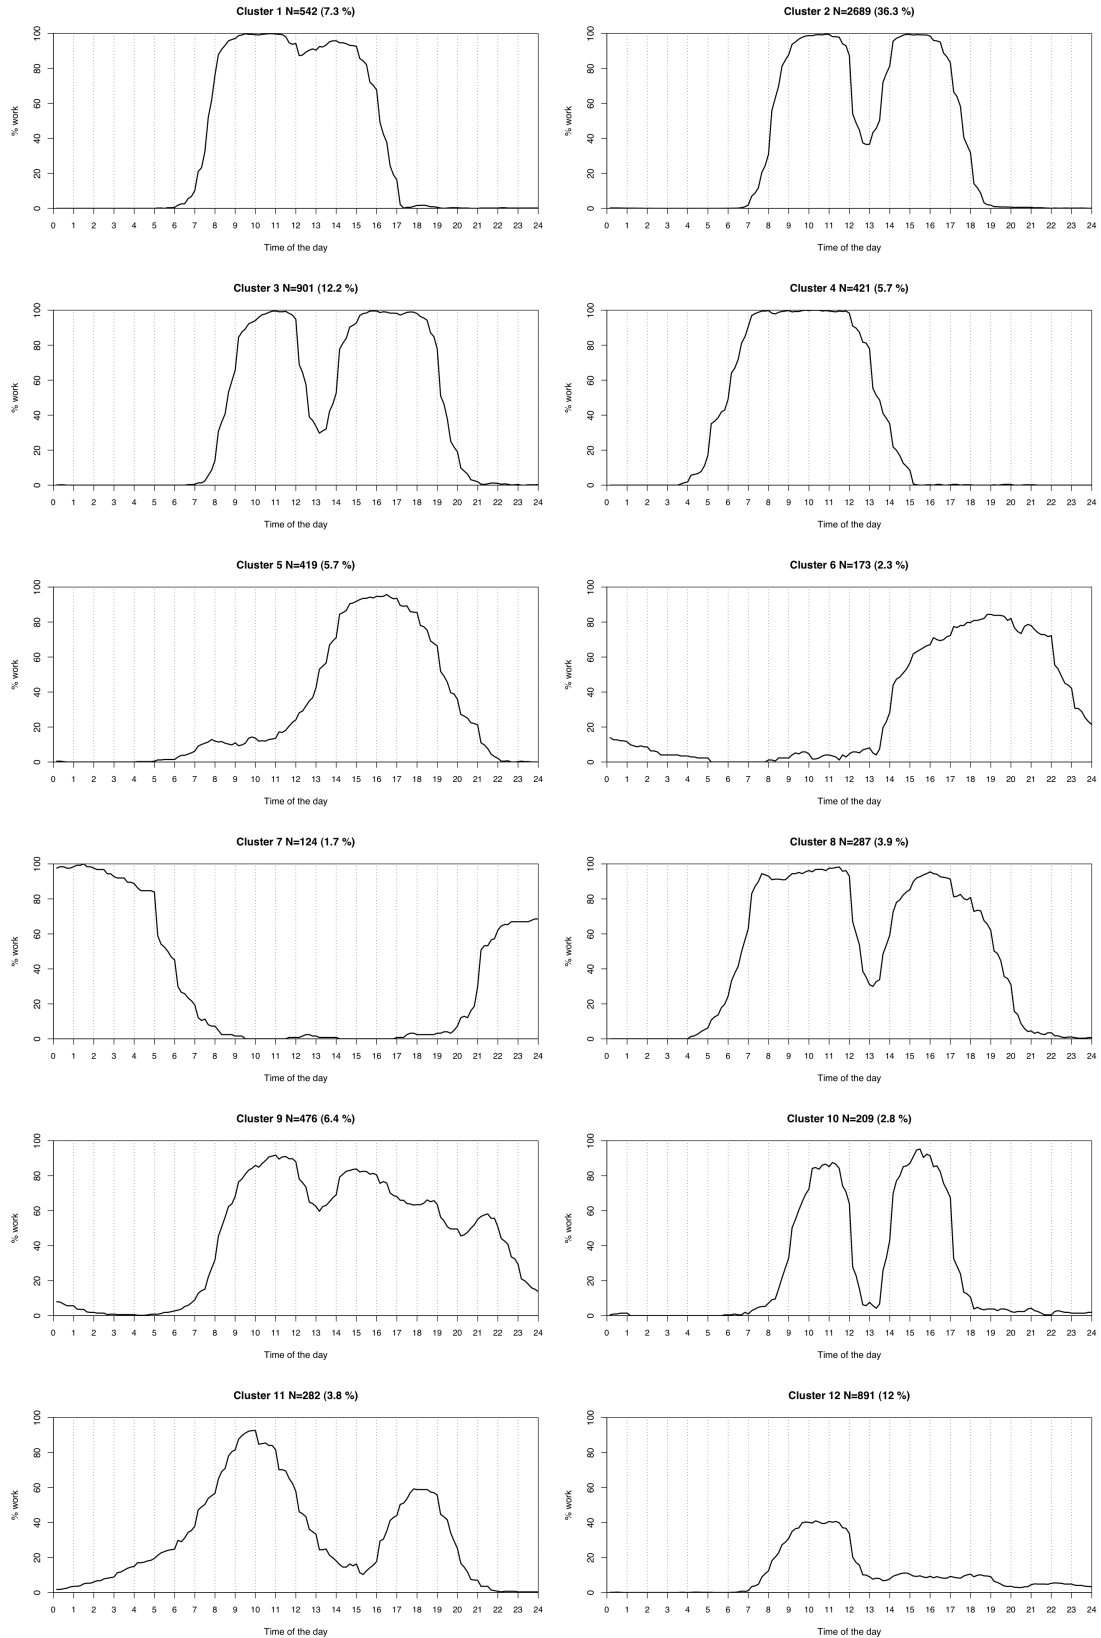 Cluster 1 N=542 (7.3 %)
% work
0 20 40 60 80 100
0 1 2 3 4 5 6 7 8 9 10 11 12 13 14 15 16 17 18 19 20 21 22 23 24
Time of the day
Cluster 2 N=2689 (36.3 %)
% work
0 20 40 60 80 100
0 1 2 3 4 5 6 7 8 9 10 11 12 13 14 15 16 17 18 19 20 21 22 23 24
Time of the day
Cluster 3 N=901 (12.2 %)
% work
0 20 40 60 80 100
0 1 2 3 4 5 6 7 8 9 10 11 12 13 14 15 16 17 18 19 20 21 22 23 24
Time of the day
Cluster 4 N=421 (5.7 %)
% work
0 20 40 60 80 100
0 1 2 3 4 5 6 7 8 9 10 11 12 13 14 15 16 17 18 19 20 21 22 23 24
Time of the day
Cluster 5 N=419 (5.7 %)
% work
0 20 40 60 80 100
0 1 2 3 4 5 6 7 8 9 10 11 12 13 14 15 16 17 18 19 20 21 22 23 24
Time of the day
Cluster 6 N=173 (2.3 %)
% work
0 20 40 60 80 100
0 1 2 3 4 5 6 7 8 9 10 11 12 13 14 15 16 17 18 19 20 21 22 23 24
Time of the day
Cluster 7 N=124 (1.7 %)
% work
0 20 40 60 80 100
0 1 2 3 4 5 6 7 8 9 10 11 12 13 14 15 16 17 18 19 20 21 22 23 24
Time of the day
Cluster 8 N=287 (3.9 %)
% work
0 20 40 60 80 100
0 1 2 3 4 5 6 7 8 9 10 11 12 13 14 15 16 17 18 19 20 21 22 23 24
Time of the day
Cluster 9 N=476 (6.4 %)
% work
0 20 40 60 80 100
0 1 2 3 4 5 6 7 8 9 10 11 12 13 14 15 16 17 18 19 20 21 22 23 24
Time of the day
Cluster 10 N=209 (2.8 %)
% work
0 20 40 60 80 100
0 1 2 3 4 5 6 7 8 9 10 11 12 13 14 15 16 17 18 19 20 21 22 23 24
Time of the day
Cluster 11 N=282 (3.8 %)
% work
0 20 40 60 80 100
0 1 2 3 4 5 6 7 8 9 10 11 12 13 14 15 16 17 18 19 20 21 22 23 24
Time of the day
Cluster 12 N=891 (12 %)
% work
0 20 40 60 80 100
0 1 2 3 4 5 6 7 8 9 10 11 12 13 14 15 16 17 18 19 20 21 22 23 24
Time of the day